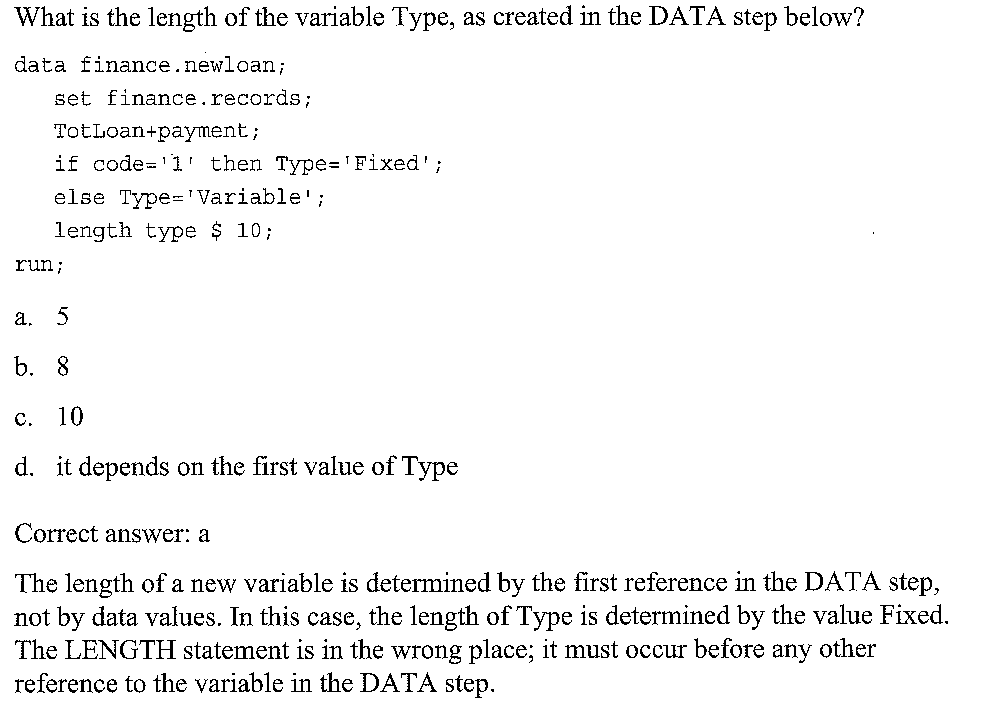 What is the length of the variable Type, as created in the DATA step below?
data finance.newloan;
set finance.records;
TotLoan+payment;
if code='1' then Type='Fixed';
else Type='Variable';
length type $ 10;
run;
a. 5
b. 8
c. 10
d. it depends on the first value of Type
Correct answer: a
The length of a new variable is determined by the first reference in the DATA step,
not by data values. In this case, the length of Type is determined by the value Fixed.
The LENGTH statement is in the wrong place; it must occur before any other
reference to the variable in the DATA step.